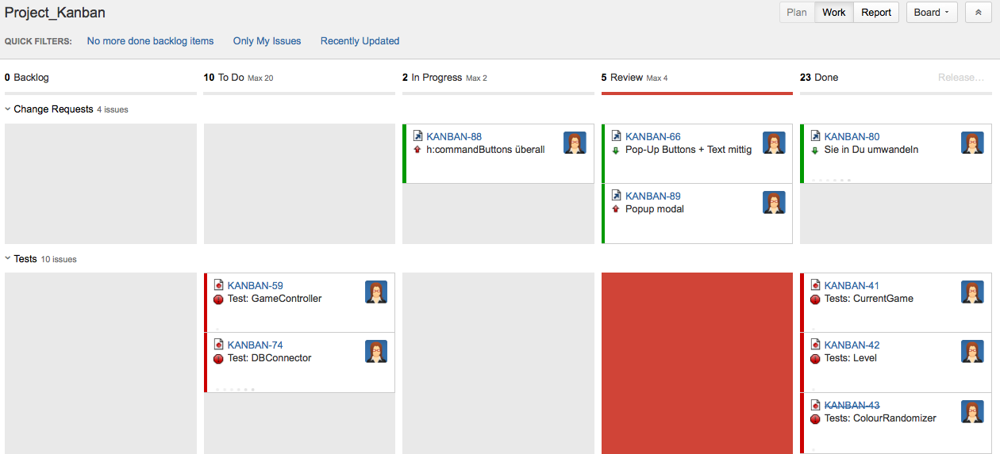 Project_Kanban
Plan Work Report Board
QUICK FILTERS: No more done backlog items Only My Issues Recently Updated
0 Backlog
10 To Do Max 20
2 In Progress Max 2
5 Review Max 4
23 Done Release...
Change Requests 4 issues
KANBAN-88
h:commandButtons überall
KANBAN-66
Pop-Up Buttons + Text mittig
KANBAN-89
Popup modal
KANBAN-80
Sie in Du umwandeln
Tests 10 issues
KANBAN-59
Test: GameController
KANBAN-74
Test: DBConnector
KANBAN-41
Tests: CurrentGame
KANBAN-42
Tests: Level
KANBAN-43
Tests: ColourRandomizer